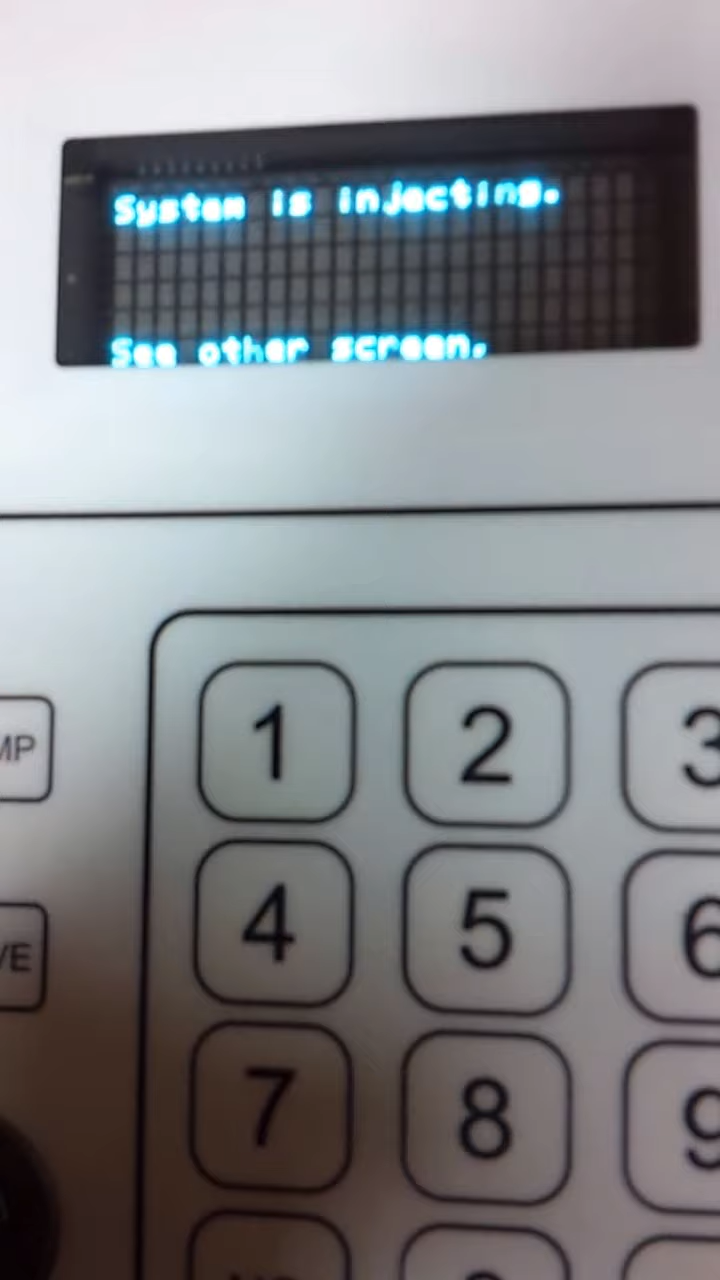 System is injecting.
See other screen.
1 2 3
MP
4 5 6
VE
7 8 9